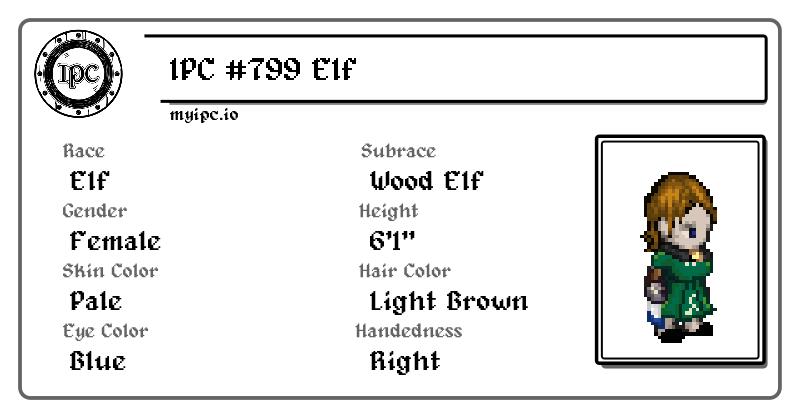 IPC
IPC #799 Elf
myipc.io
Race
Elf
Subrace
Wood Elf
Gender
Female
Height
6'1"
Skin Color
Pale
Hair Color
Light Brown
Eye Color
Blue
Handedness
Right